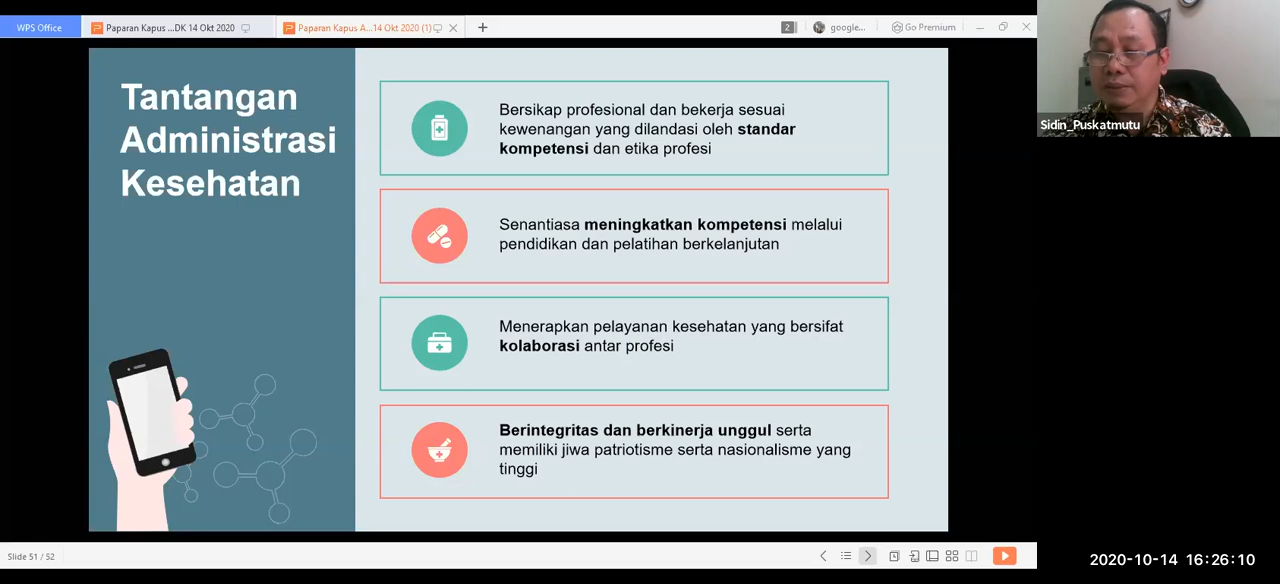 WPS Office
Paparan Kapus ...DK 14 Okt 2020
Paparan Kapus A...14 Okt 2020 (1)
2
google...
Go Premium
Sidin_Puskatmutu
Tantangan
Administrasi
Kesehatan
Bersikap profesional dan bekerja sesuai
kewenangan yang dilandasi oleh standar
kompetensi dan etika profesi
Senantiasa meningkatkan kompetensi melalui
pendidikan dan pelatihan berkelanjutan
Menerapkan pelayanan kesehatan yang bersifat
kolaborasi antar profesi
Berintegritas dan berkinerja unggul serta
memiliki jiwa patriotisme serta nasionalisme yang
tinggi
Slide 51 / 52
2020-10-14 16:26:10